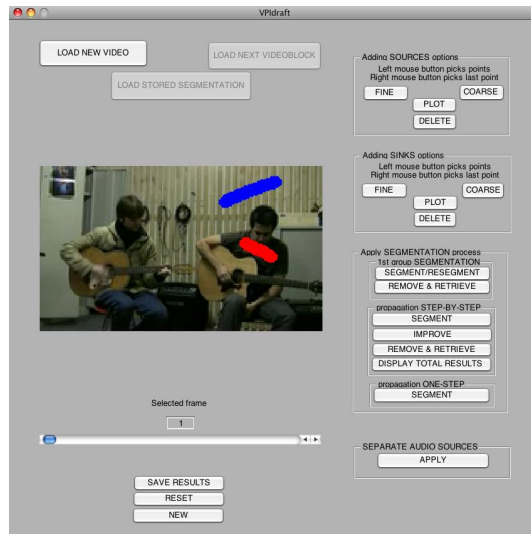 VPIdraft
LOAD NEW VIDEO
LOAD NEXT VIDEOBLOCK
LOAD STORED SEGMENTATION
Adding SOURCES options
Left mouse button picks points
Right mouse button picks last point
FINE
COARSE
PLOT
DELETE
Adding SINKS options
Left mouse button picks points
Right mouse button picks last point
FINE
COARSE
PLOT
DELETE
Apply SEGMENTATION process
1st group SEGMENTATION
SEGMENT/RESEGMENT
REMOVE & RETRIEVE
propagation STEP-BY-STEP
SEGMENT
IMPROVE
REMOVE & RETRIEVE
DISPLAY TOTAL RESULTS
propagation ONE-STEP
SEGMENT
Selected frame
1
SEPARATE AUDIO SOURCES
APPLY
SAVE RESULTS
RESET
NEW